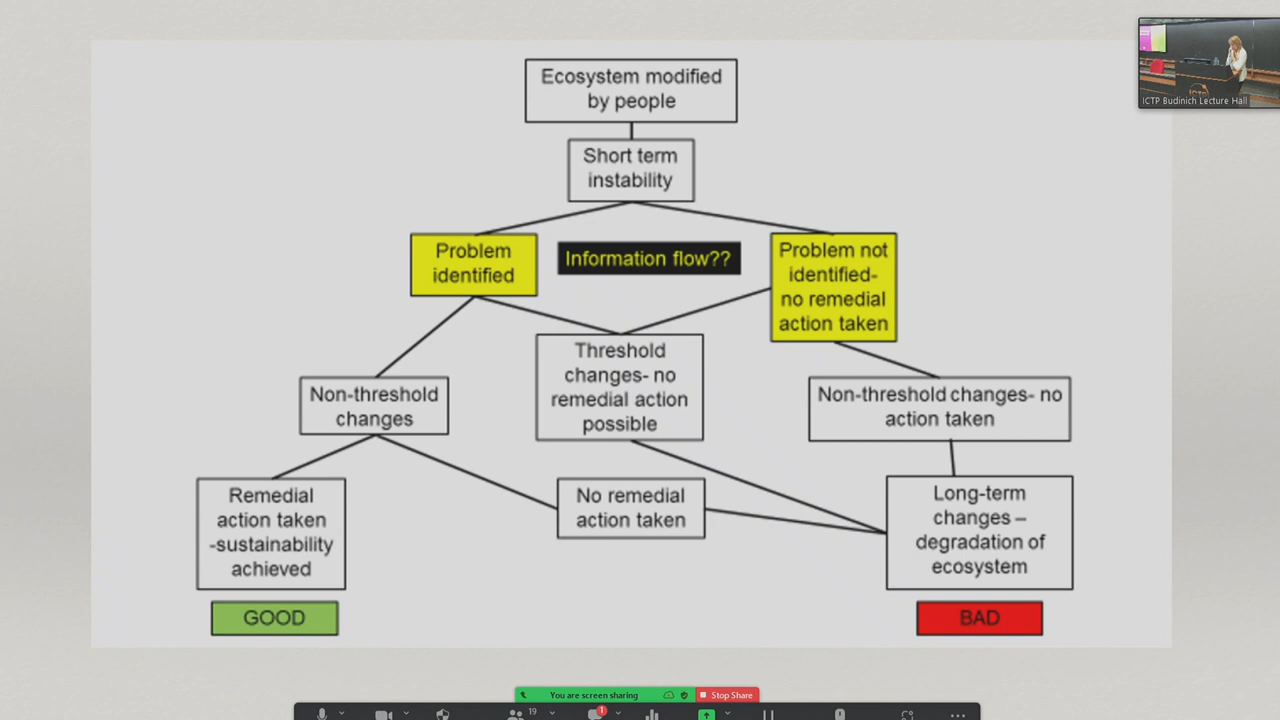 ICTP Budinich Lecture Hall
Ecosystem modified
by people
Short term
instability
Problem
identified
Information flow??
Problem not
identified-
no remedial
action taken
Threshold
changes- no
remedial action
possible
Non-threshold
changes
Non-threshold changes- no
action taken
Remedial
action taken
-sustainability
achieved
No remedial
action taken
Long-term
changes –
degradation of
ecosystem
GOOD
BAD
You are screen sharing
Stop Share
19
1